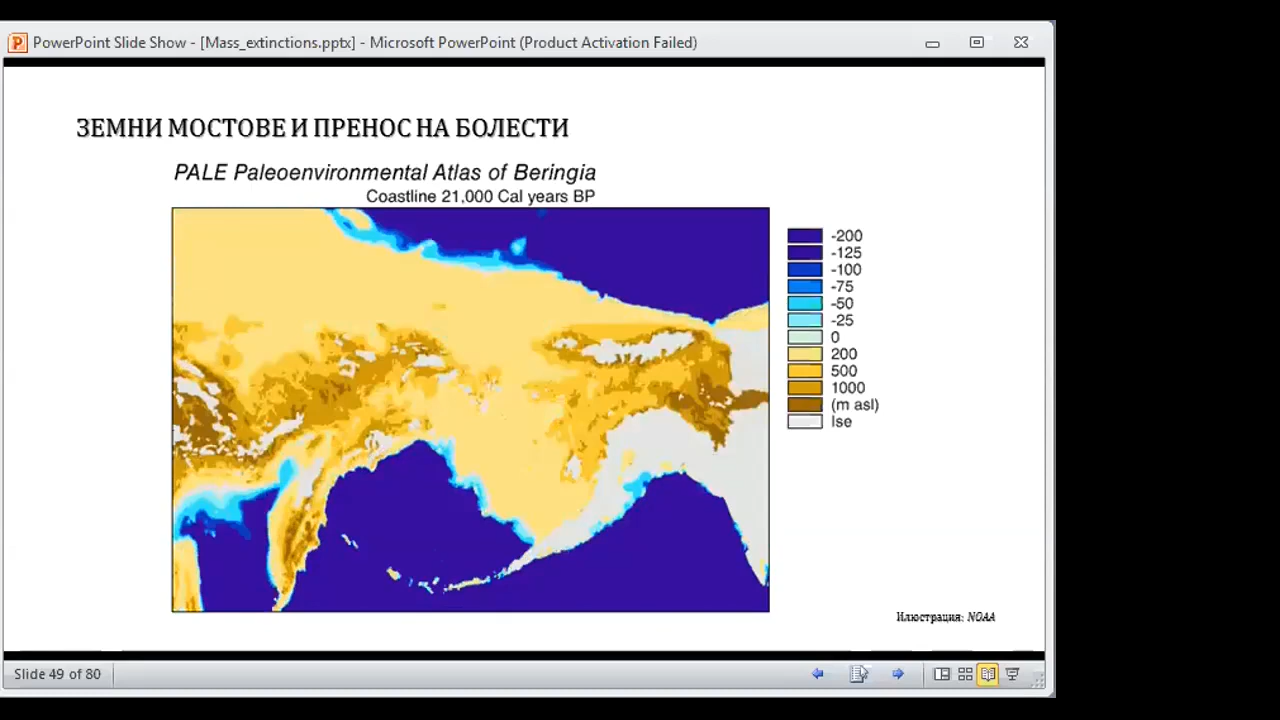 PowerPoint Slide Show - [Mass_extinctions.pptx] - Microsoft PowerPoint (Product Activation Failed)
ЗЕМНИ МОСТОВЕ И ПРЕНОС НА БОЛЕСТИ
PALE Paleoenvironmental Atlas of Beringia
Coastline 21,000 Cal years BP
-200
-125
-100
-75
-50
-25
0
200
500
1000
(m asl)
Ise
Илюстрация: NOAA
Slide 49 of 80